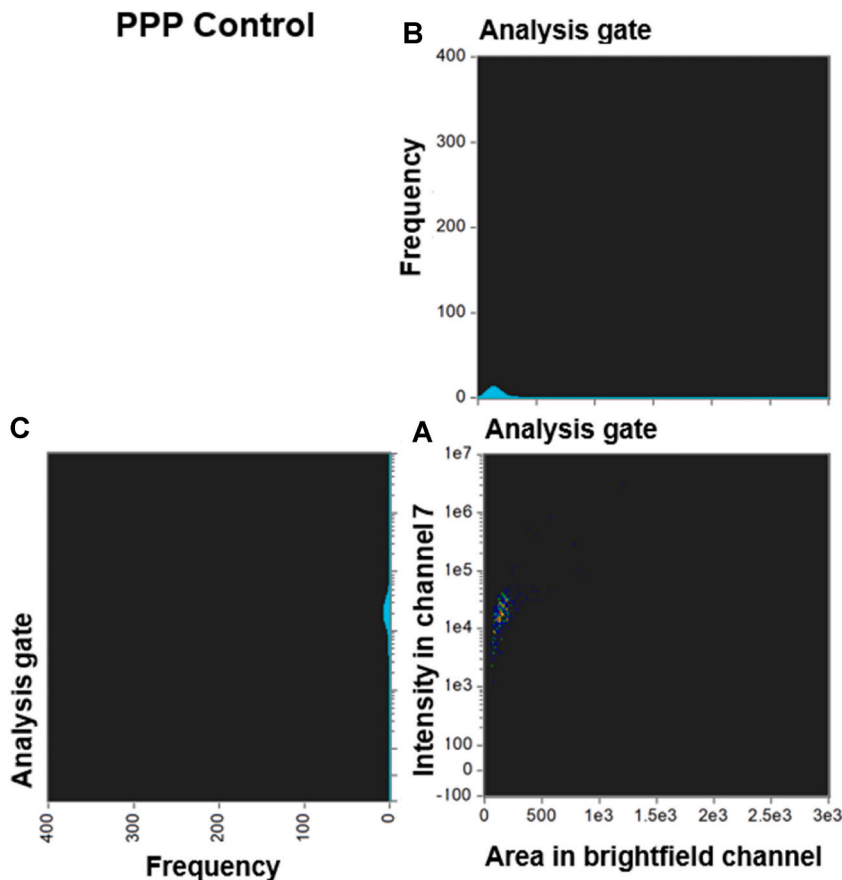 PPP Control
B
Analysis gate
Frequency
400
300
200
100
0
C
A
Analysis gate
Analysis gate
400
300
200
100
0
Frequency
Intensity in channel 7
1e7
1e6
1e5
1e4
1e3
100
0
-100
0
500
1e3
1.5e3
2e3
2.5e3
3e3
Area in brightfield channel